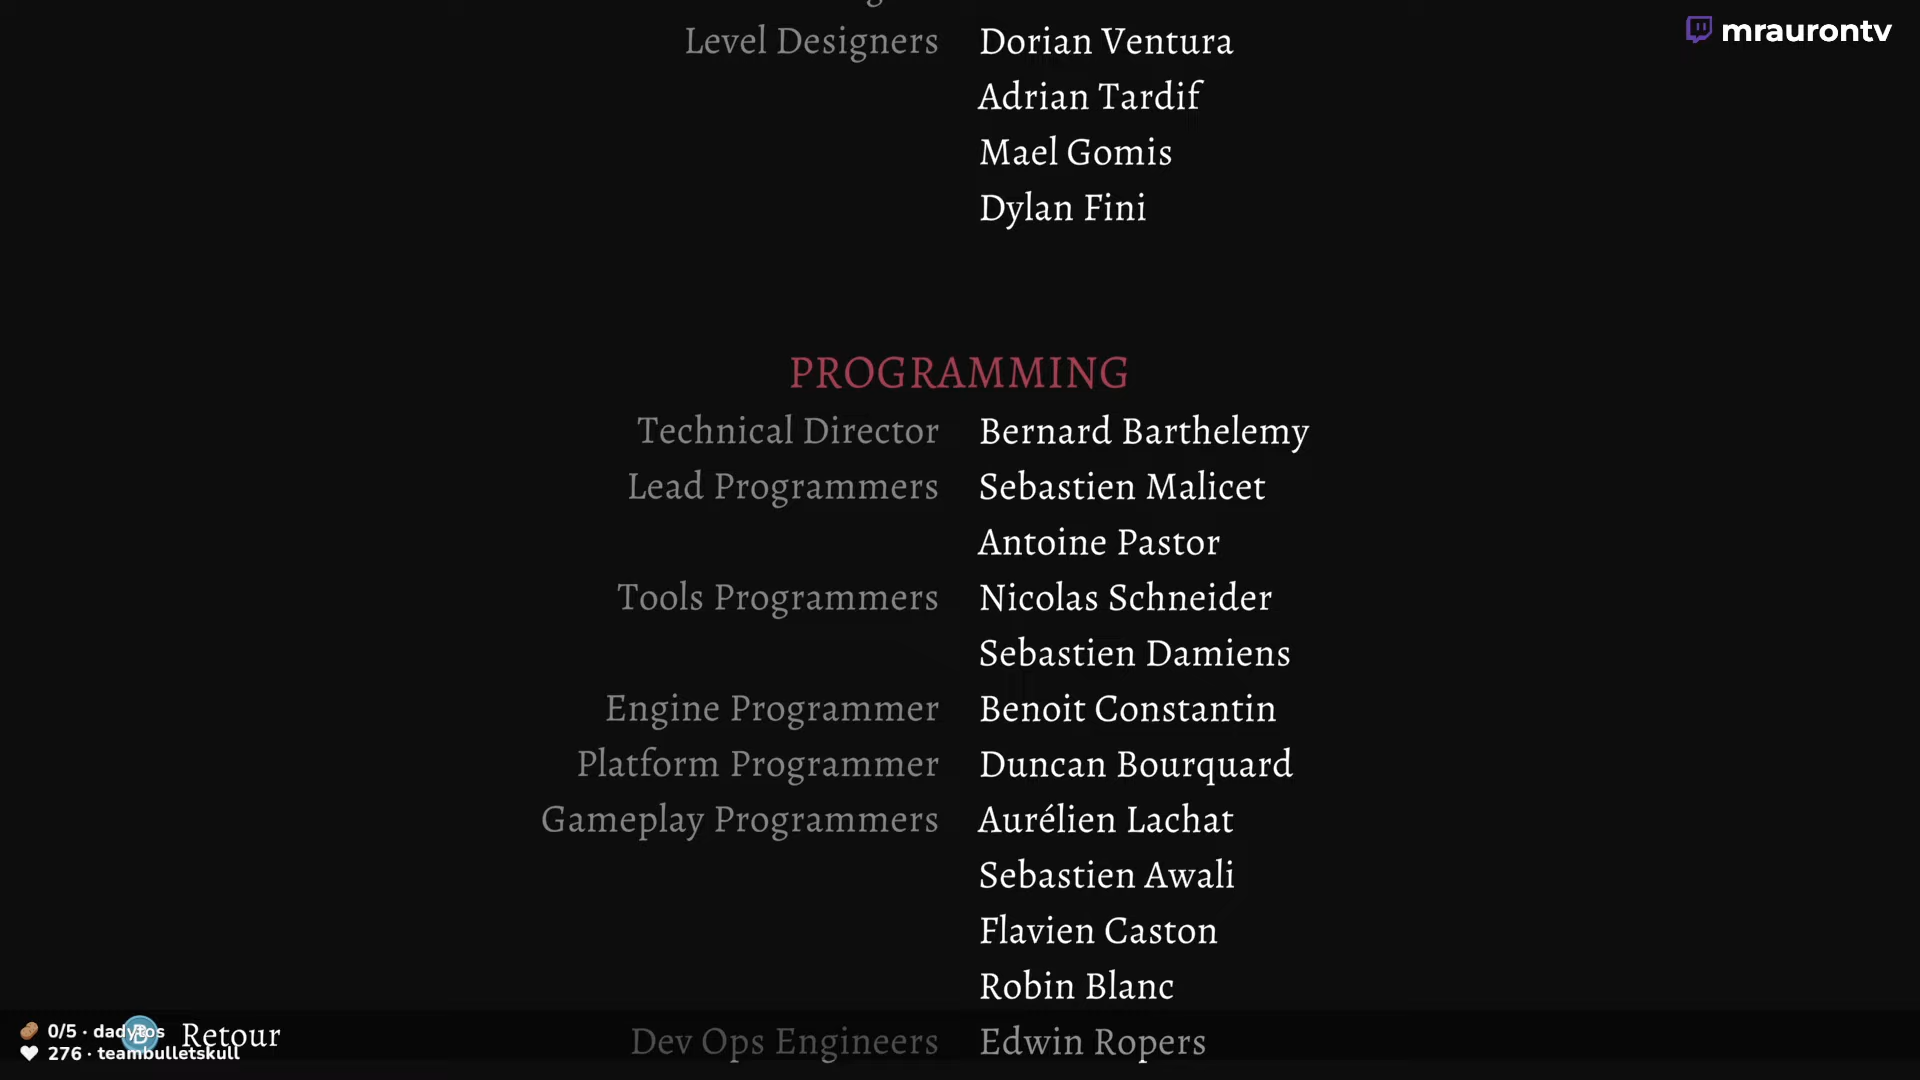 mraurontv
Level Designers Dorian Ventura
Adrian Tardif
Mael Gomis
Dylan Fini
PROGRAMMING
Technical Director Bernard Barthelemy
Lead Programmers Sebastien Malicet
Antoine Pastor
Tools Programmers Nicolas Schneider
Sebastien Damiens
Engine Programmer Benoit Constantin
Platform Programmer Duncan Bourquard
Gameplay Programmers Aurélien Lachat
Sebastien Awali
Flavien Caston
Robin Blanc
Dev Ops Engineers Edwin Ropers
0/5 · dadytos
B Retour
276 · teambulletskull